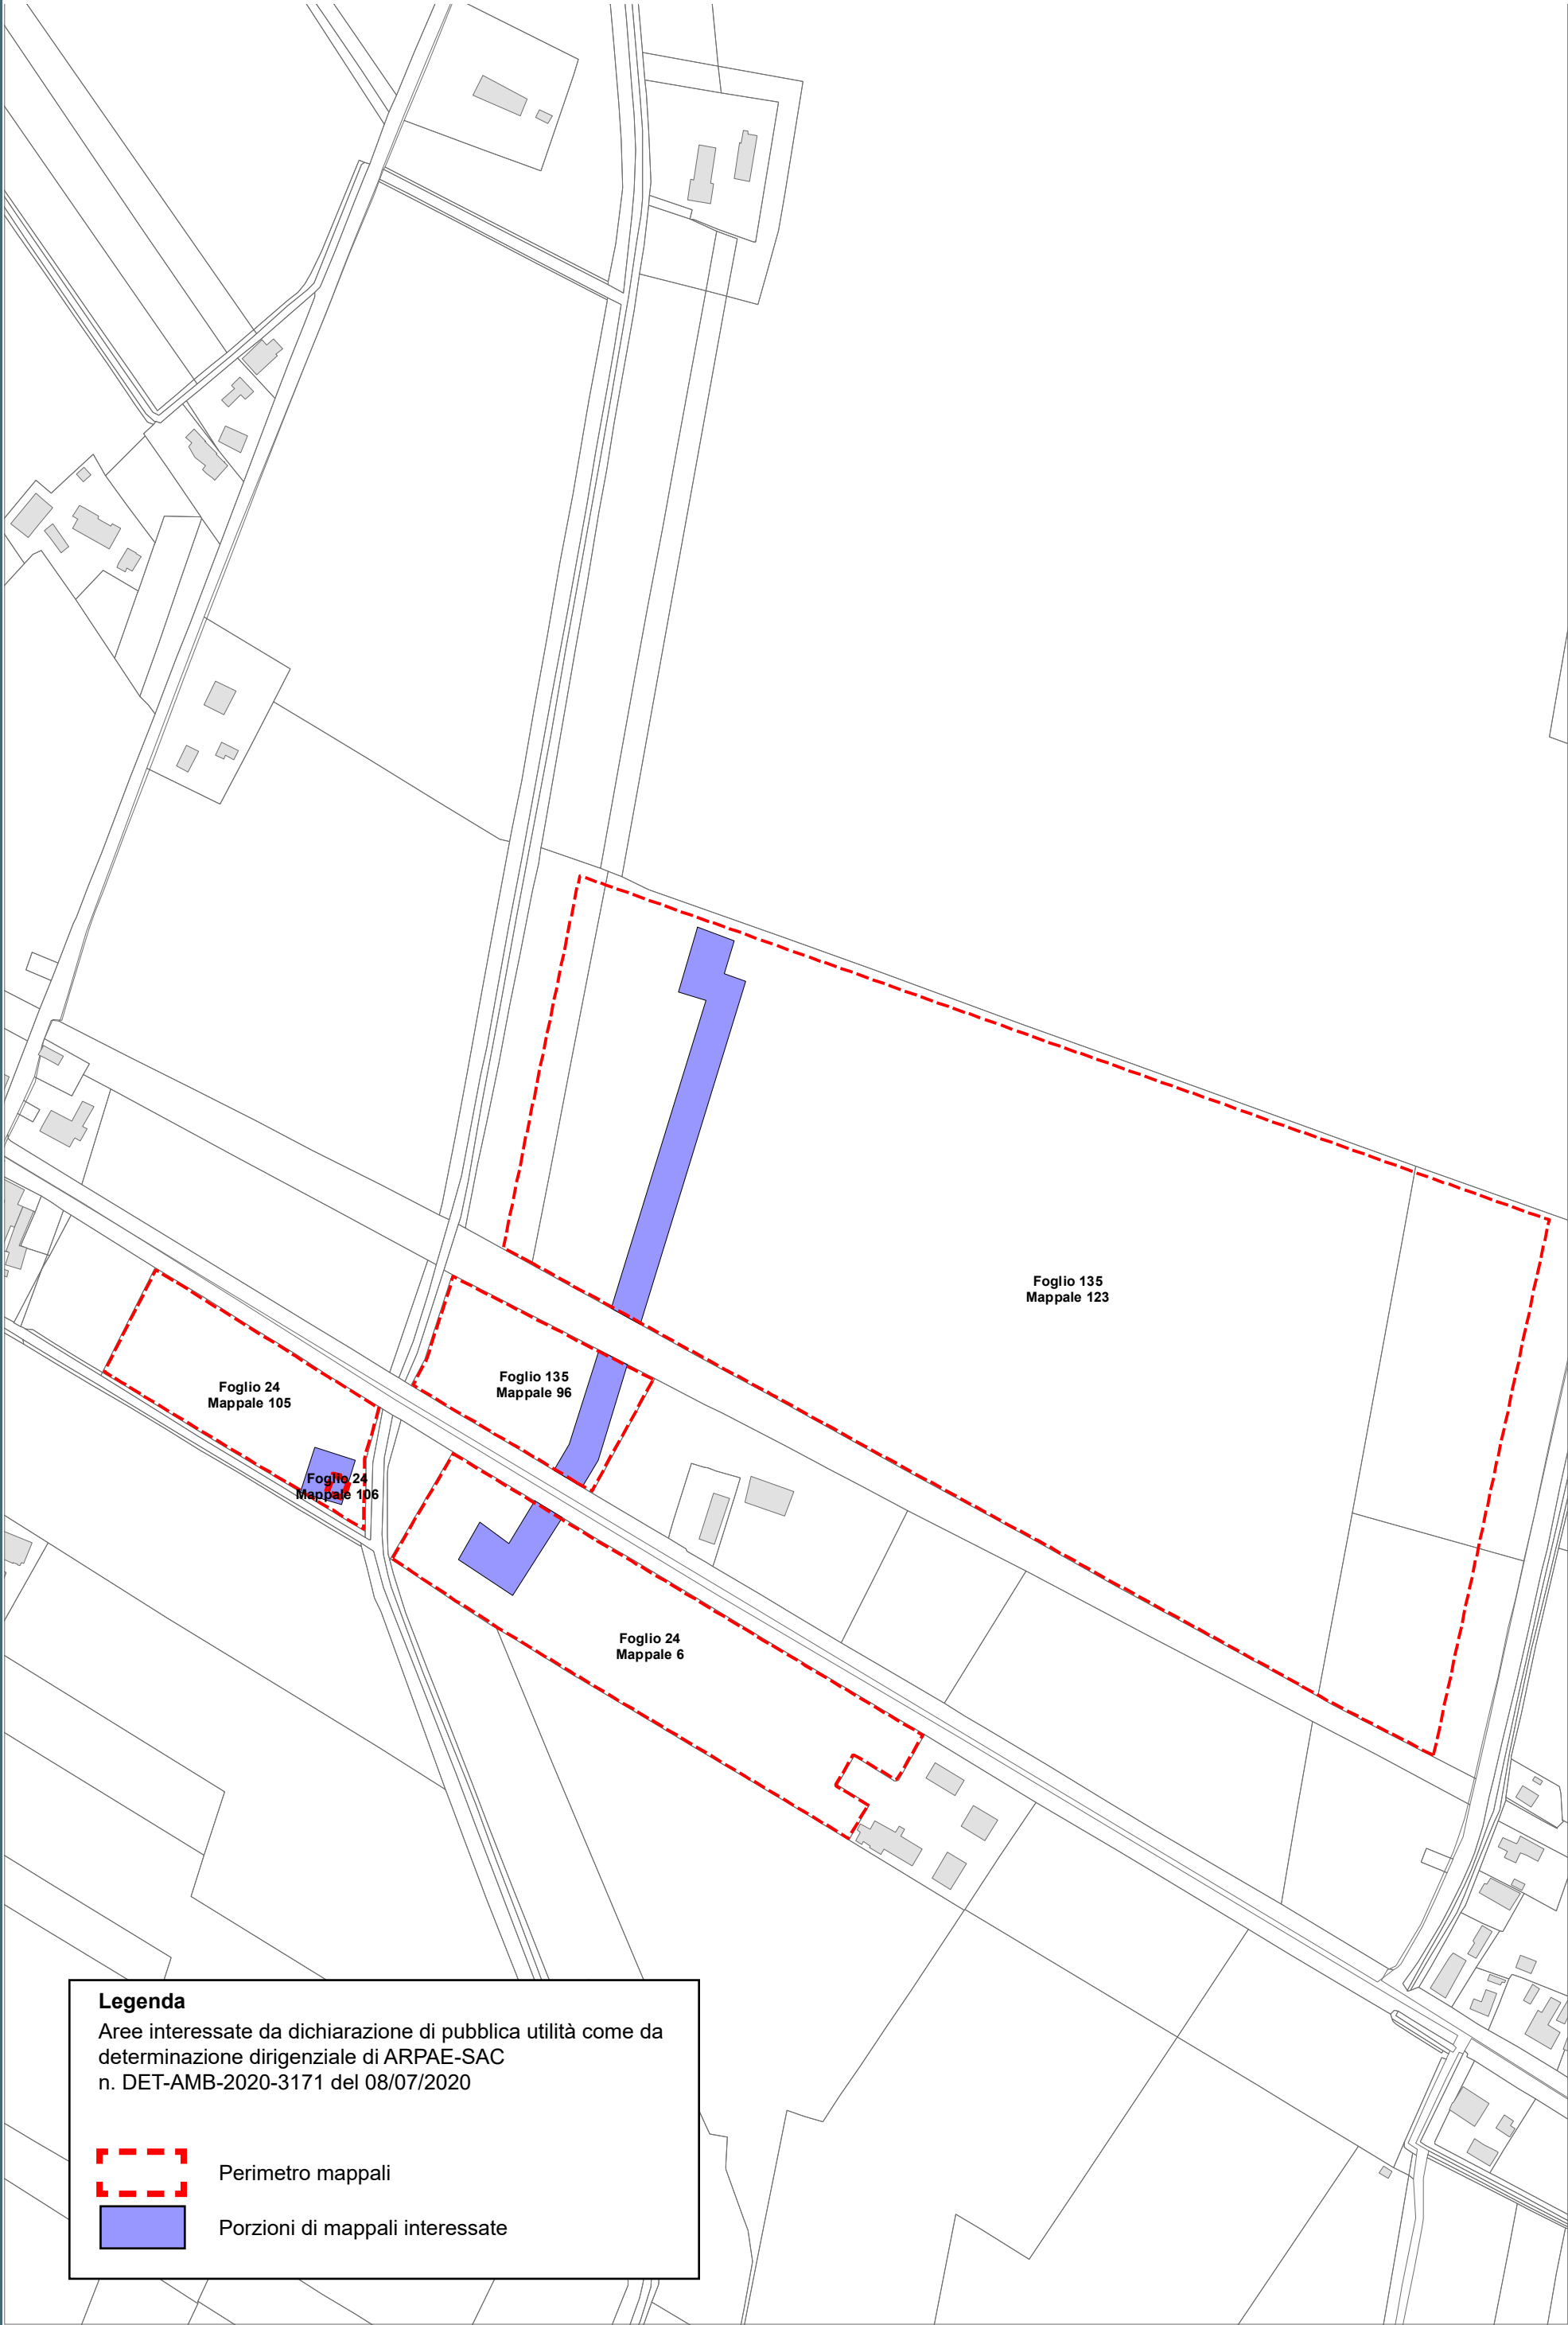 Foglio 135
Mappale 123
Foglio 135
Mappale 96
Foglio 24
Mappale 105
Foglio 24
Mappale 106
Foglio 24
Mappale 6
Legenda
Aree interessate da dichiarazione di pubblica utilità come da
determinazione dirigenziale di ARPAE-SAC
n. DET-AMB-2020-3171 del 08/07/2020
Perimetro mappali
Porzioni di mappali interessate